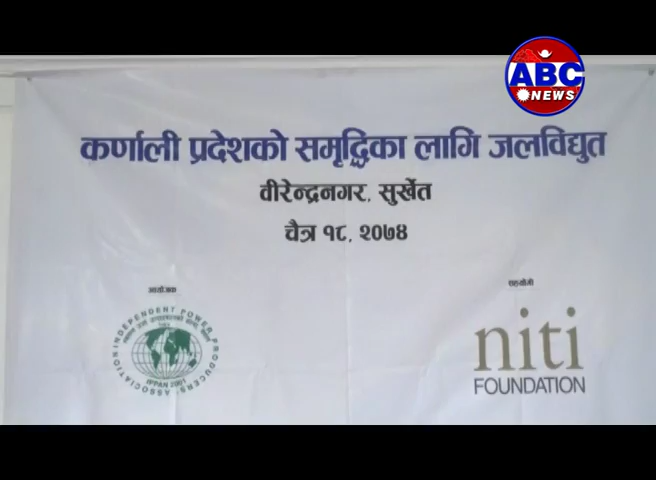 ABC
NEWS
कर्णाली प्रदेशको समृद्धिका लागि जलविद्युत
वीरेन्द्रनगर, सुर्खेत
चैत्र १८, २०७४
आयोजक
सहयोगी
INDEPENDENT POWER PRODUCERS' ASSOCIATION
IPPAN 2001
niti
FOUNDATION